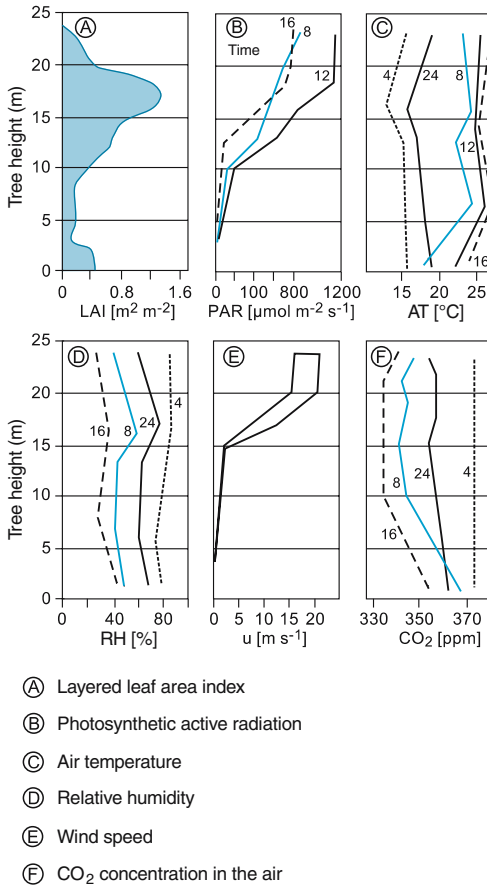 A B C
Tree height (m)
25 20 15 10 5 0
0 0.8 1.6
LAI [m² m⁻²]
Time
16 8
12
0 400 800 1200
PAR [µmol m⁻² s⁻¹]
4 24 8
12
16
15 20 25
AT [°C]
D E F
Tree height (m)
25 20 15 10 5 0
16 8 24 4
0 40 80
RH [%]
0 5 10 15 20
u [m s⁻¹]
24 4
8
16
330 350 370
CO₂ [ppm]
A Layered leaf area index
B Photosynthetic active radiation
C Air temperature
D Relative humidity
E Wind speed
F CO₂ concentration in the air